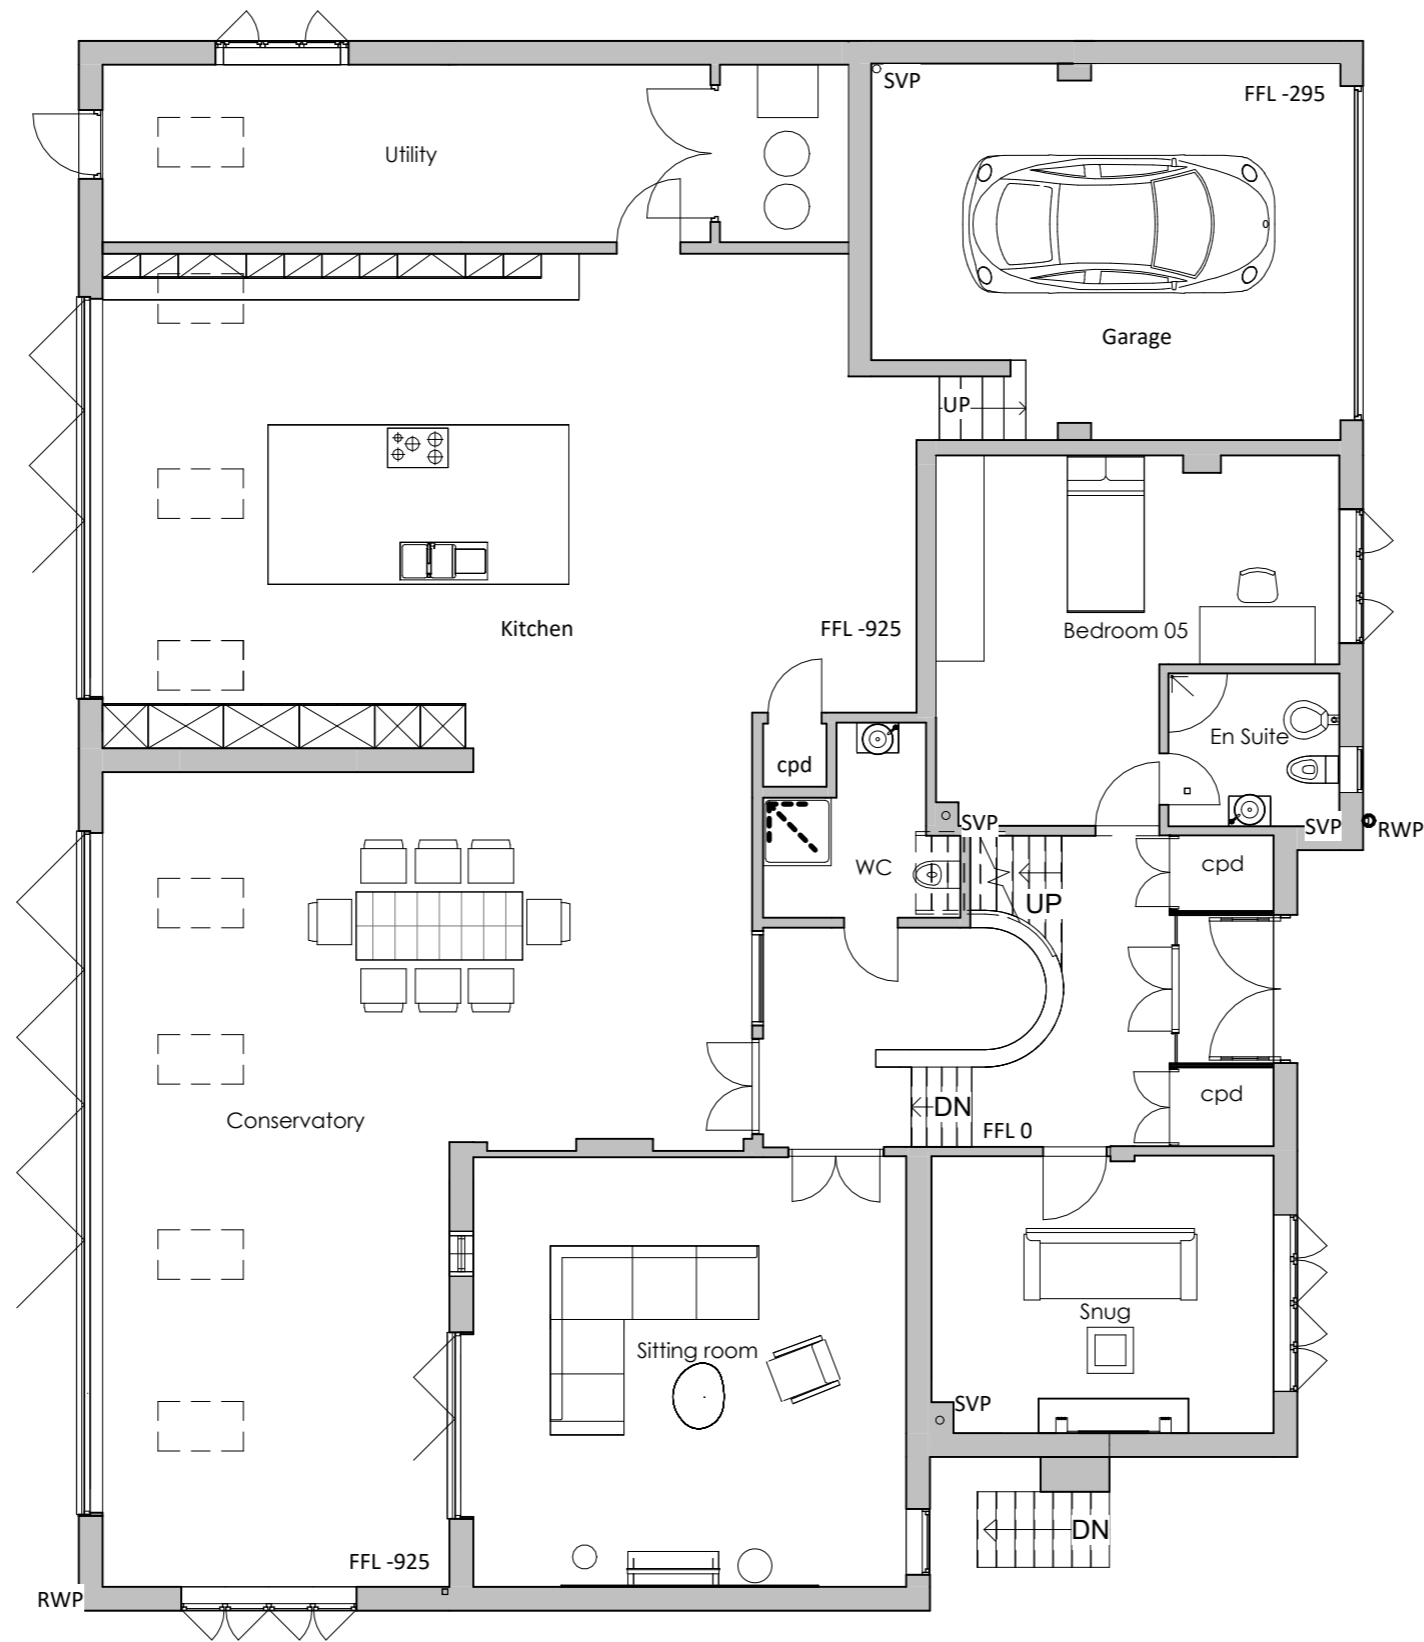 SVP
FFL -295
Utility
Garage
UP
Kitchen
FFL -925
Bedroom 05
En Suite
cpd
SVP
SVP
RWP
WC
cpd
UP
cpd
DN
FFL 0
Conservatory
Snug
Sitting room
SVP
DN
FFL -925
RWP